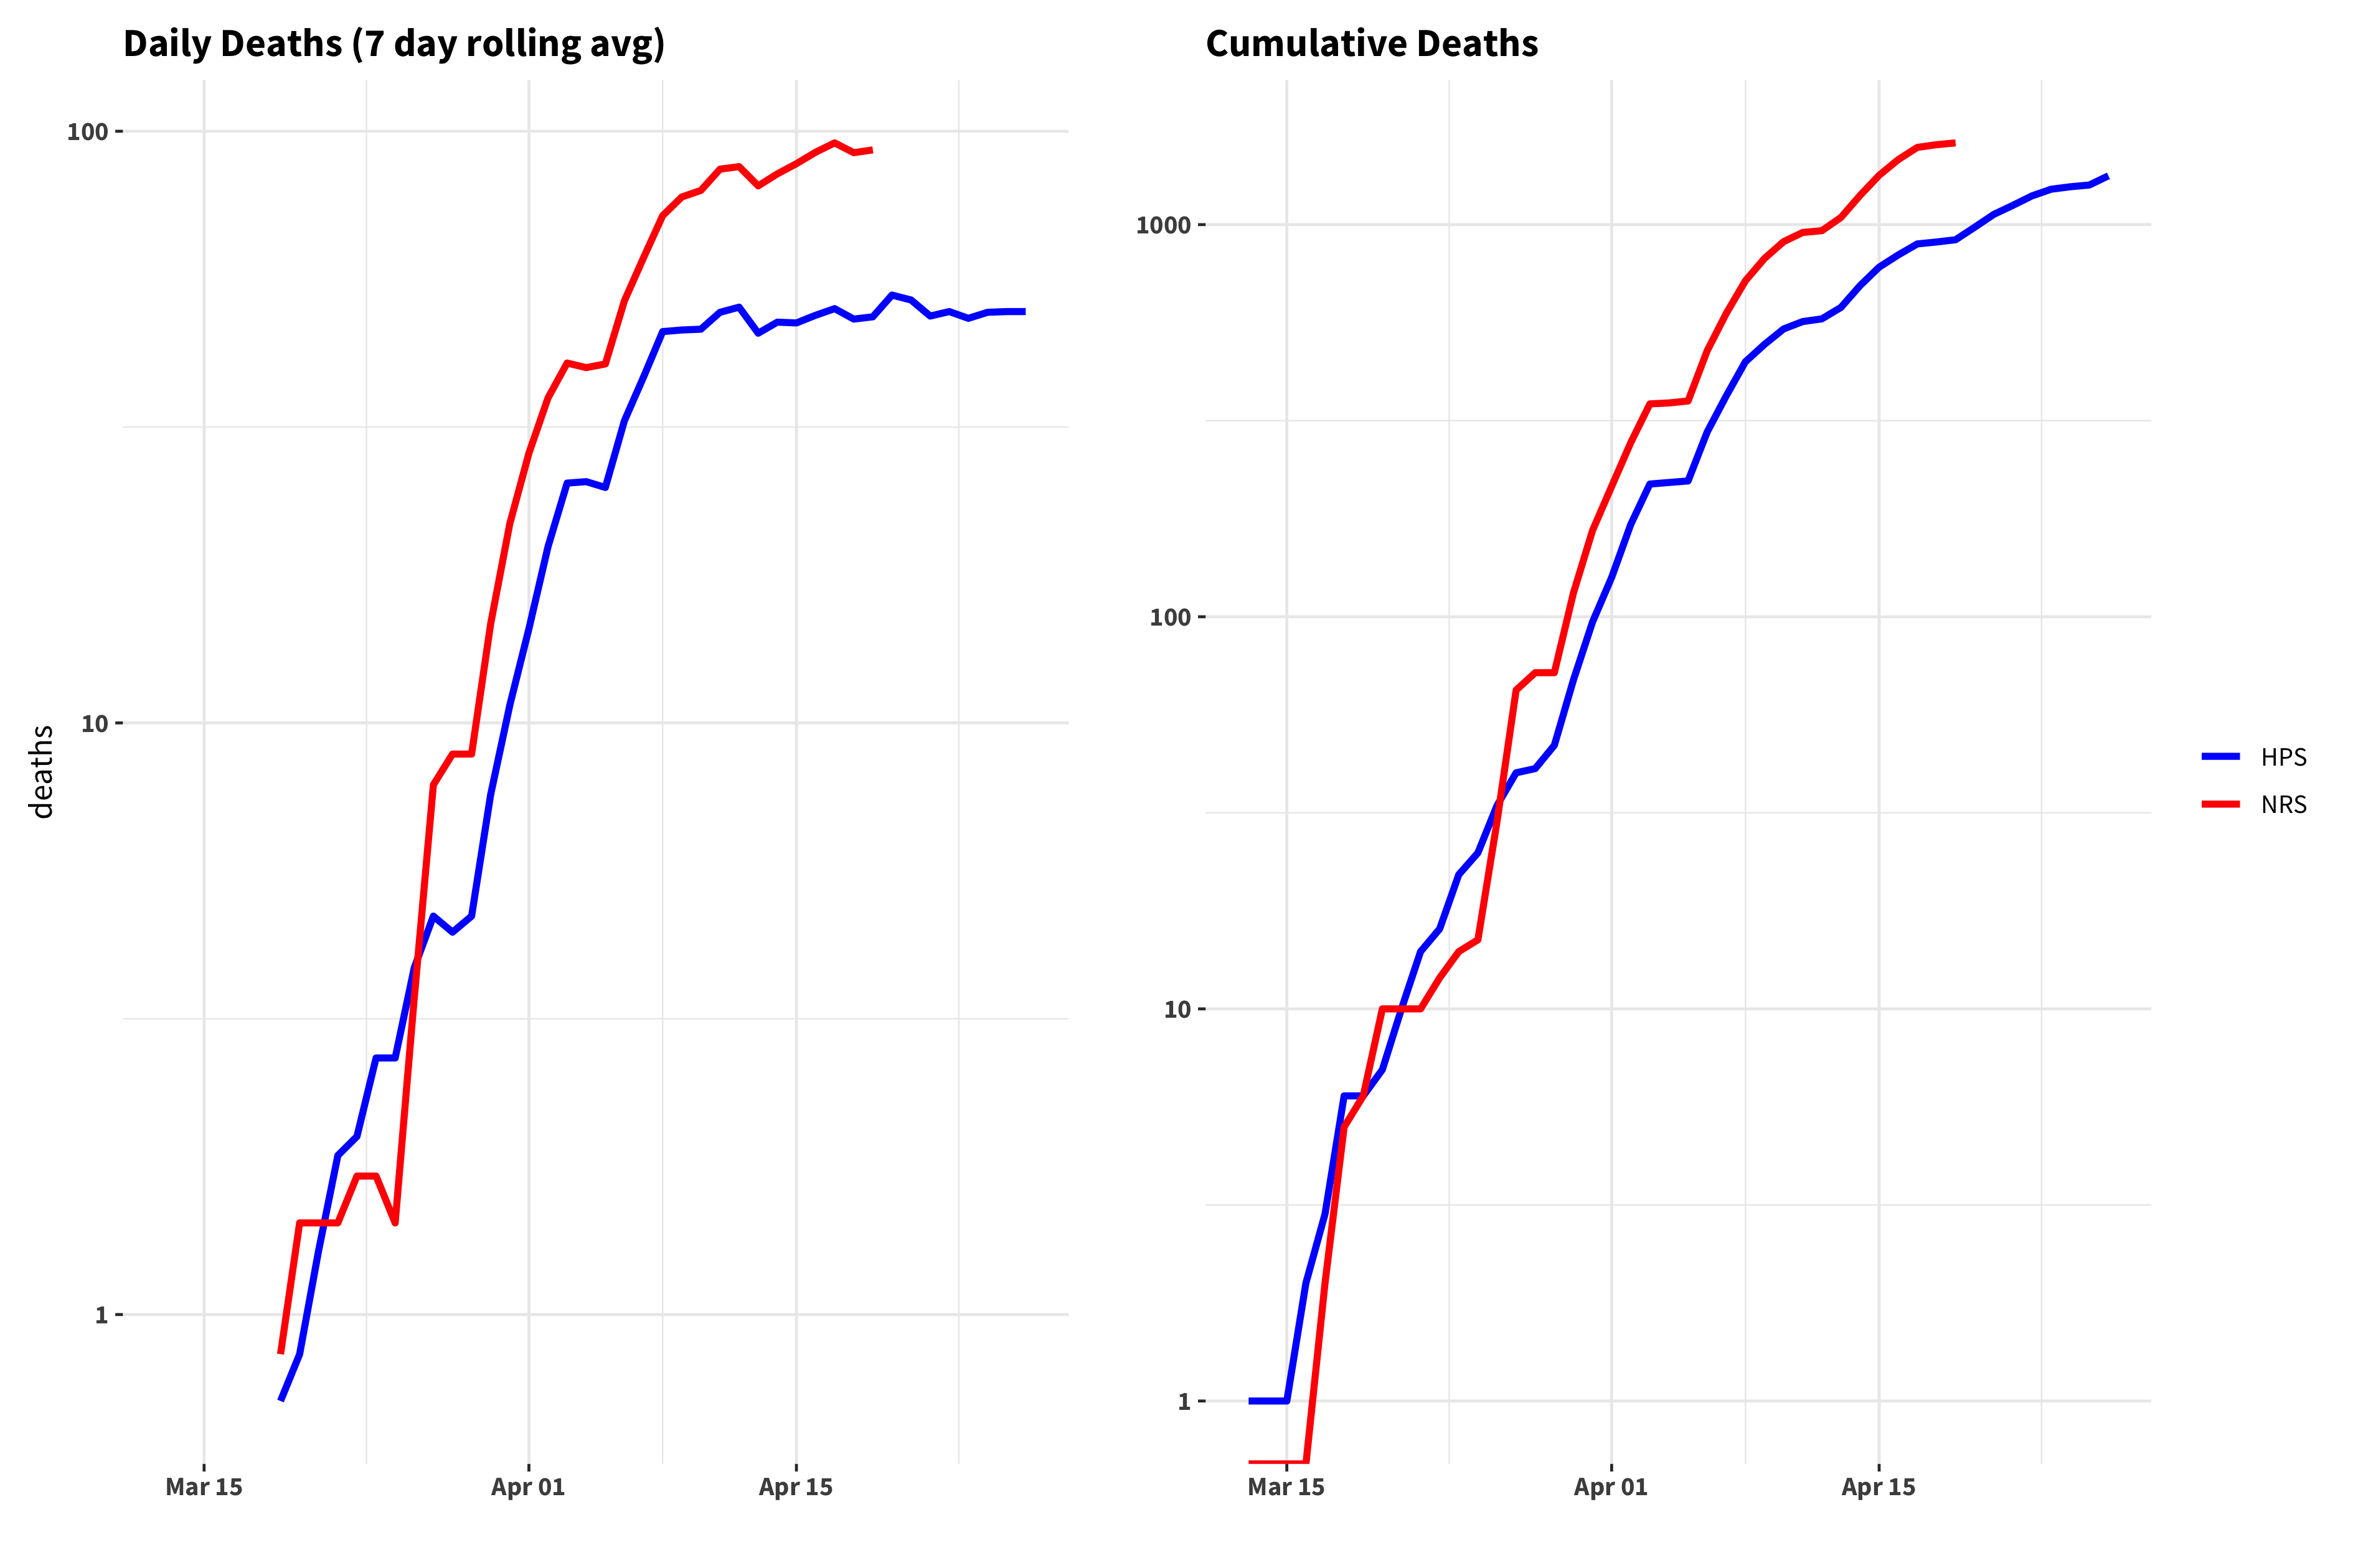 Daily Deaths (7 day rolling avg)
deaths
100
10
1
Mar 15
Apr 01
Apr 15
Cumulative Deaths
1000
100
10
1
Mar 15
Apr 01
Apr 15
HPS
NRS